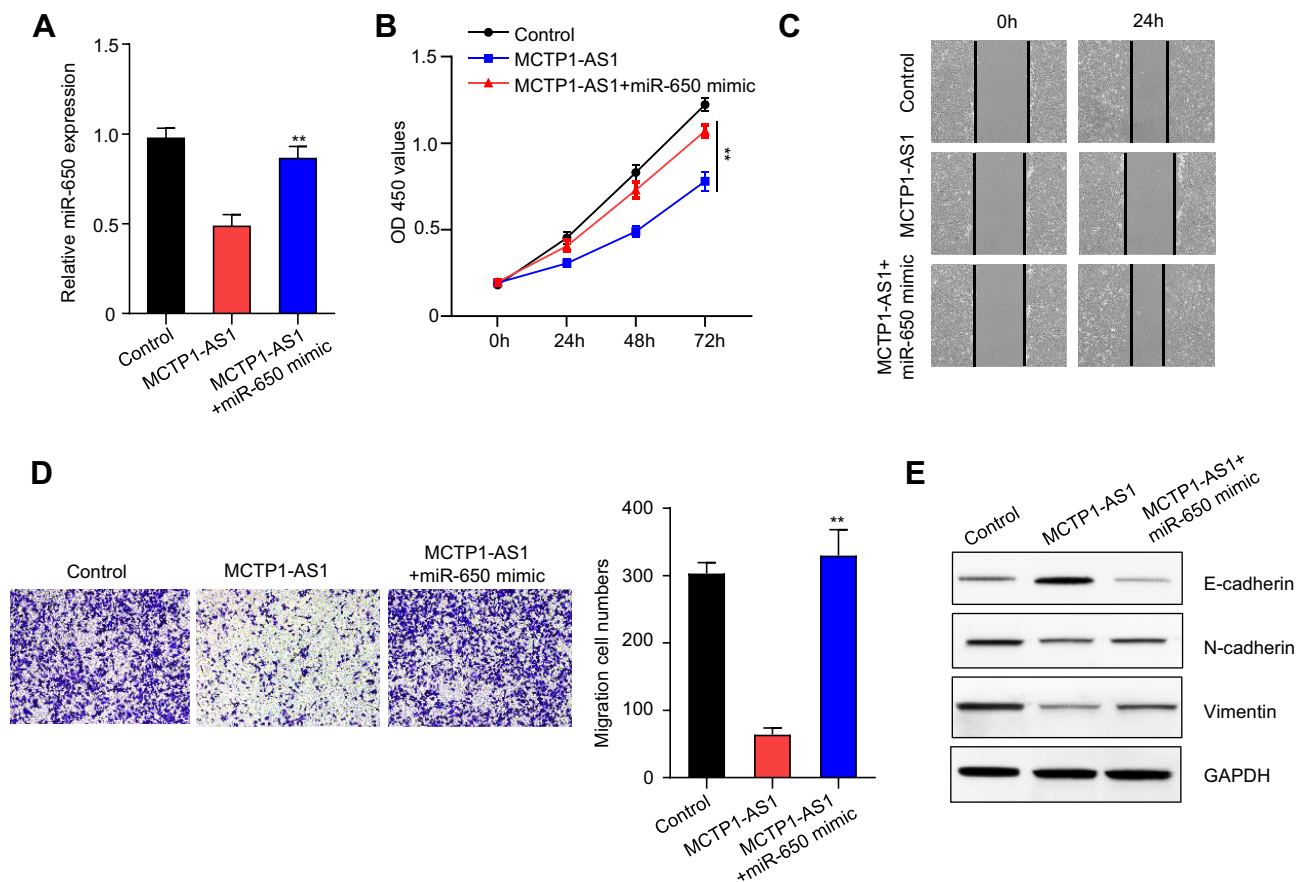 A
Relative miR-650 expression
1.5
1.0
0.5
0
**
Control
MCTP1-AS1
MCTP1-AS1
+miR-650 mimic
B
Control
MCTP1-AS1
MCTP1-AS1+miR-650 mimic
OD 450 values
1.5
1.0
0.5
0
**
0h
24h
48h
72h
C
0h
24h
Control
MCTP1-AS1
MCTP1-AS1+
miR-650 mimic
D
Control
MCTP1-AS1
MCTP1-AS1
+miR-650 mimic
Migration cell numbers
400
300
200
100
0
**
Control
MCTP1-AS1
MCTP1-AS1
+miR-650 mimic
E
Control
MCTP1-AS1
MCTP1-AS1+
miR-650 mimic
E-cadherin
N-cadherin
Vimentin
GAPDH